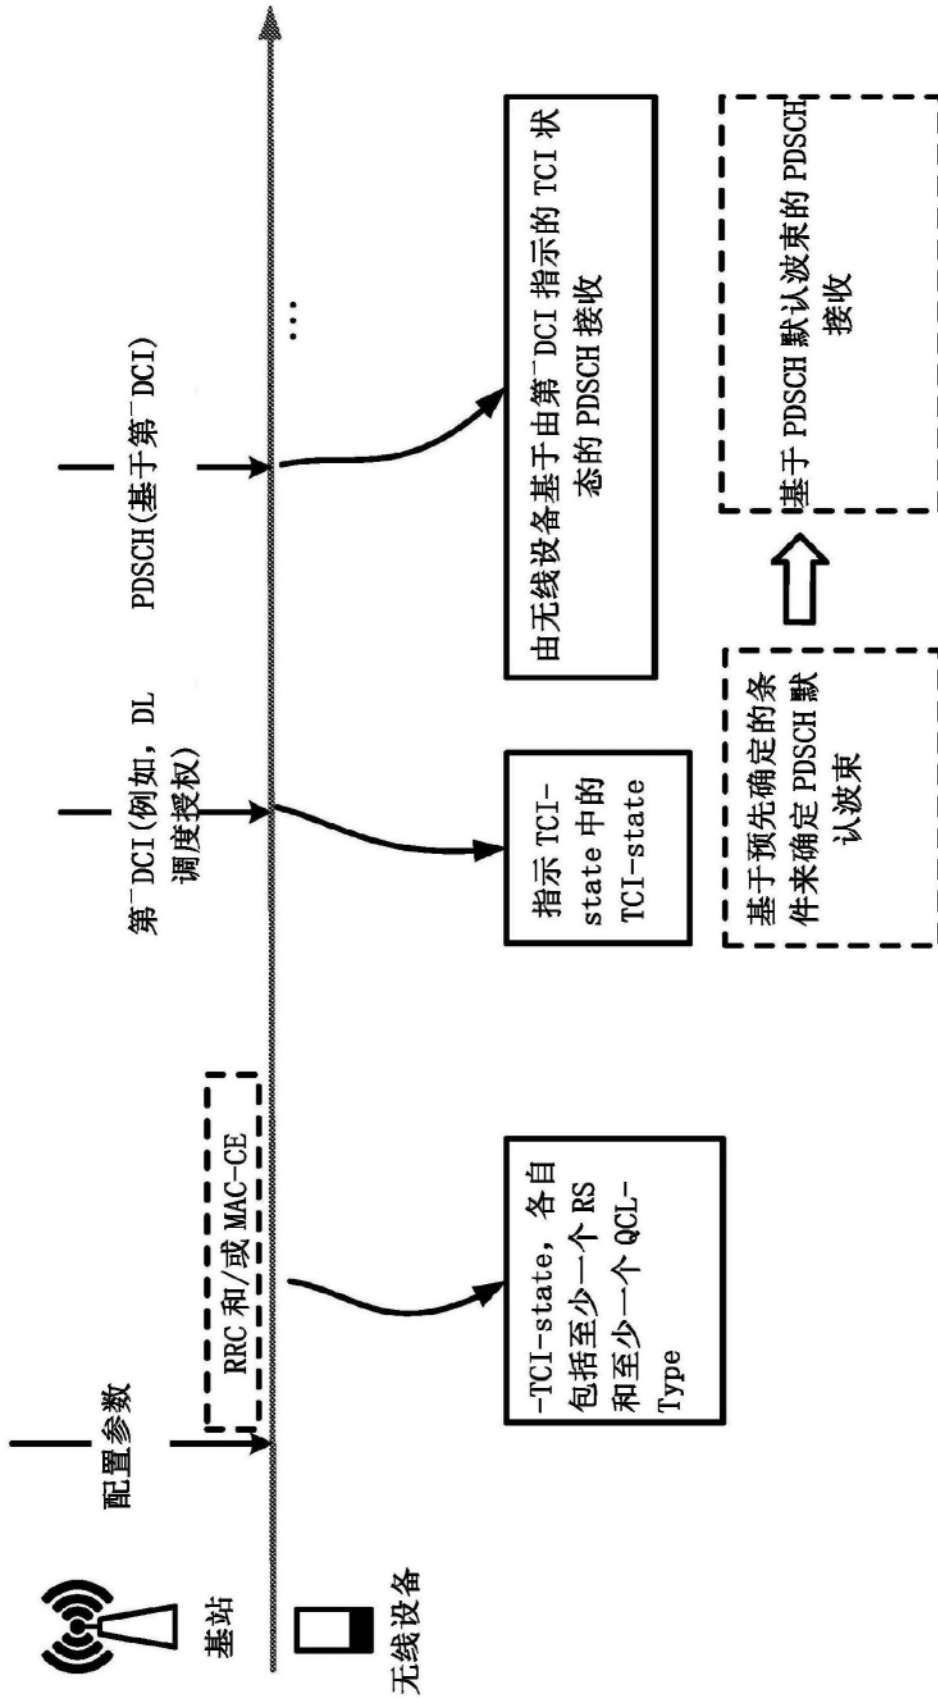 配置参数
第一DCI(例如, DL
调度授权)
PDSCH(基于第一DCI)
RRC 和/或 MAC-CE
基站
无线设备
...
-TCI-state, 各自
包括至少一个 RS
和至少一个 QCL-
Type
指示 TCI-
state 中的
TCI-state
由无线设备基于由第一DCI 指示的 TCI 状
态的 PDSCH 接收
基于预先确定的条
件来确定 PDSCH 默
认波束
基于 PDSCH 默认波束的 PDSCH
接收